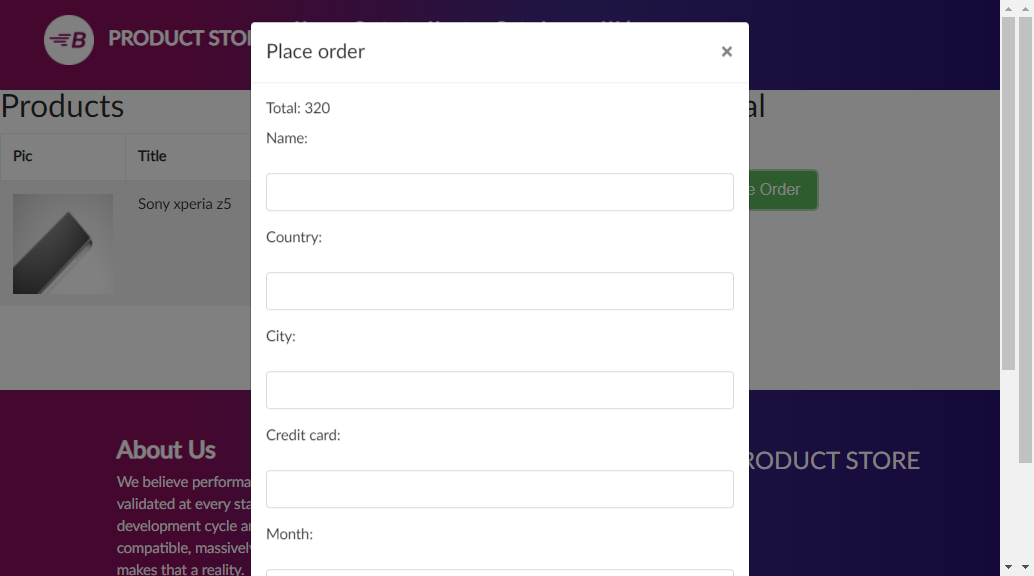 PRODUCT STO
Place order
×
Products
al
Total: 320
Name:
Pic
Title
e Order
Sony xperia z5
Country:
City:
Credit card:
About Us
RODUCT STORE
We believe performa
validated at every sta
development cycle a
compatible, massivel
makes that a reality.
Month: